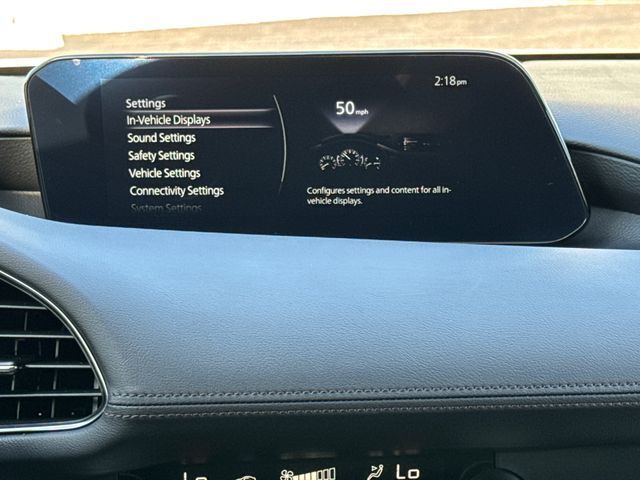 2:18pm
Settings
In-Vehicle Displays
Sound Settings
Safety Settings
Vehicle Settings
Connectivity Settings
System Settings
50 mph
Configures settings and content for all in-
vehicle displays.
Lo Lo